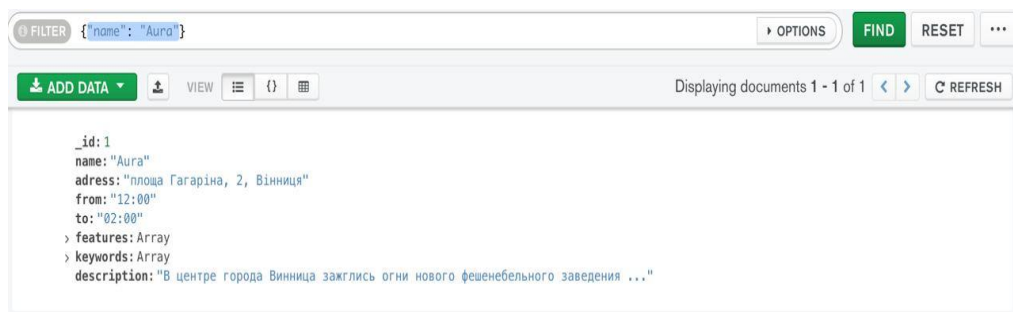 FILTER {"name": "Aura"} OPTIONS FIND RESET ...
ADD DATA VIEW {} Displaying documents 1 - 1 of 1 < > REFRESH
_id: 1
name: "Aura"
adress: "площа Гагаріна, 2, Вінниця"
from: "12:00"
to: "02:00"
> features: Array
> keywords: Array
description: "В центре города Винница зажглись огни нового фешенебельного заведения ..."